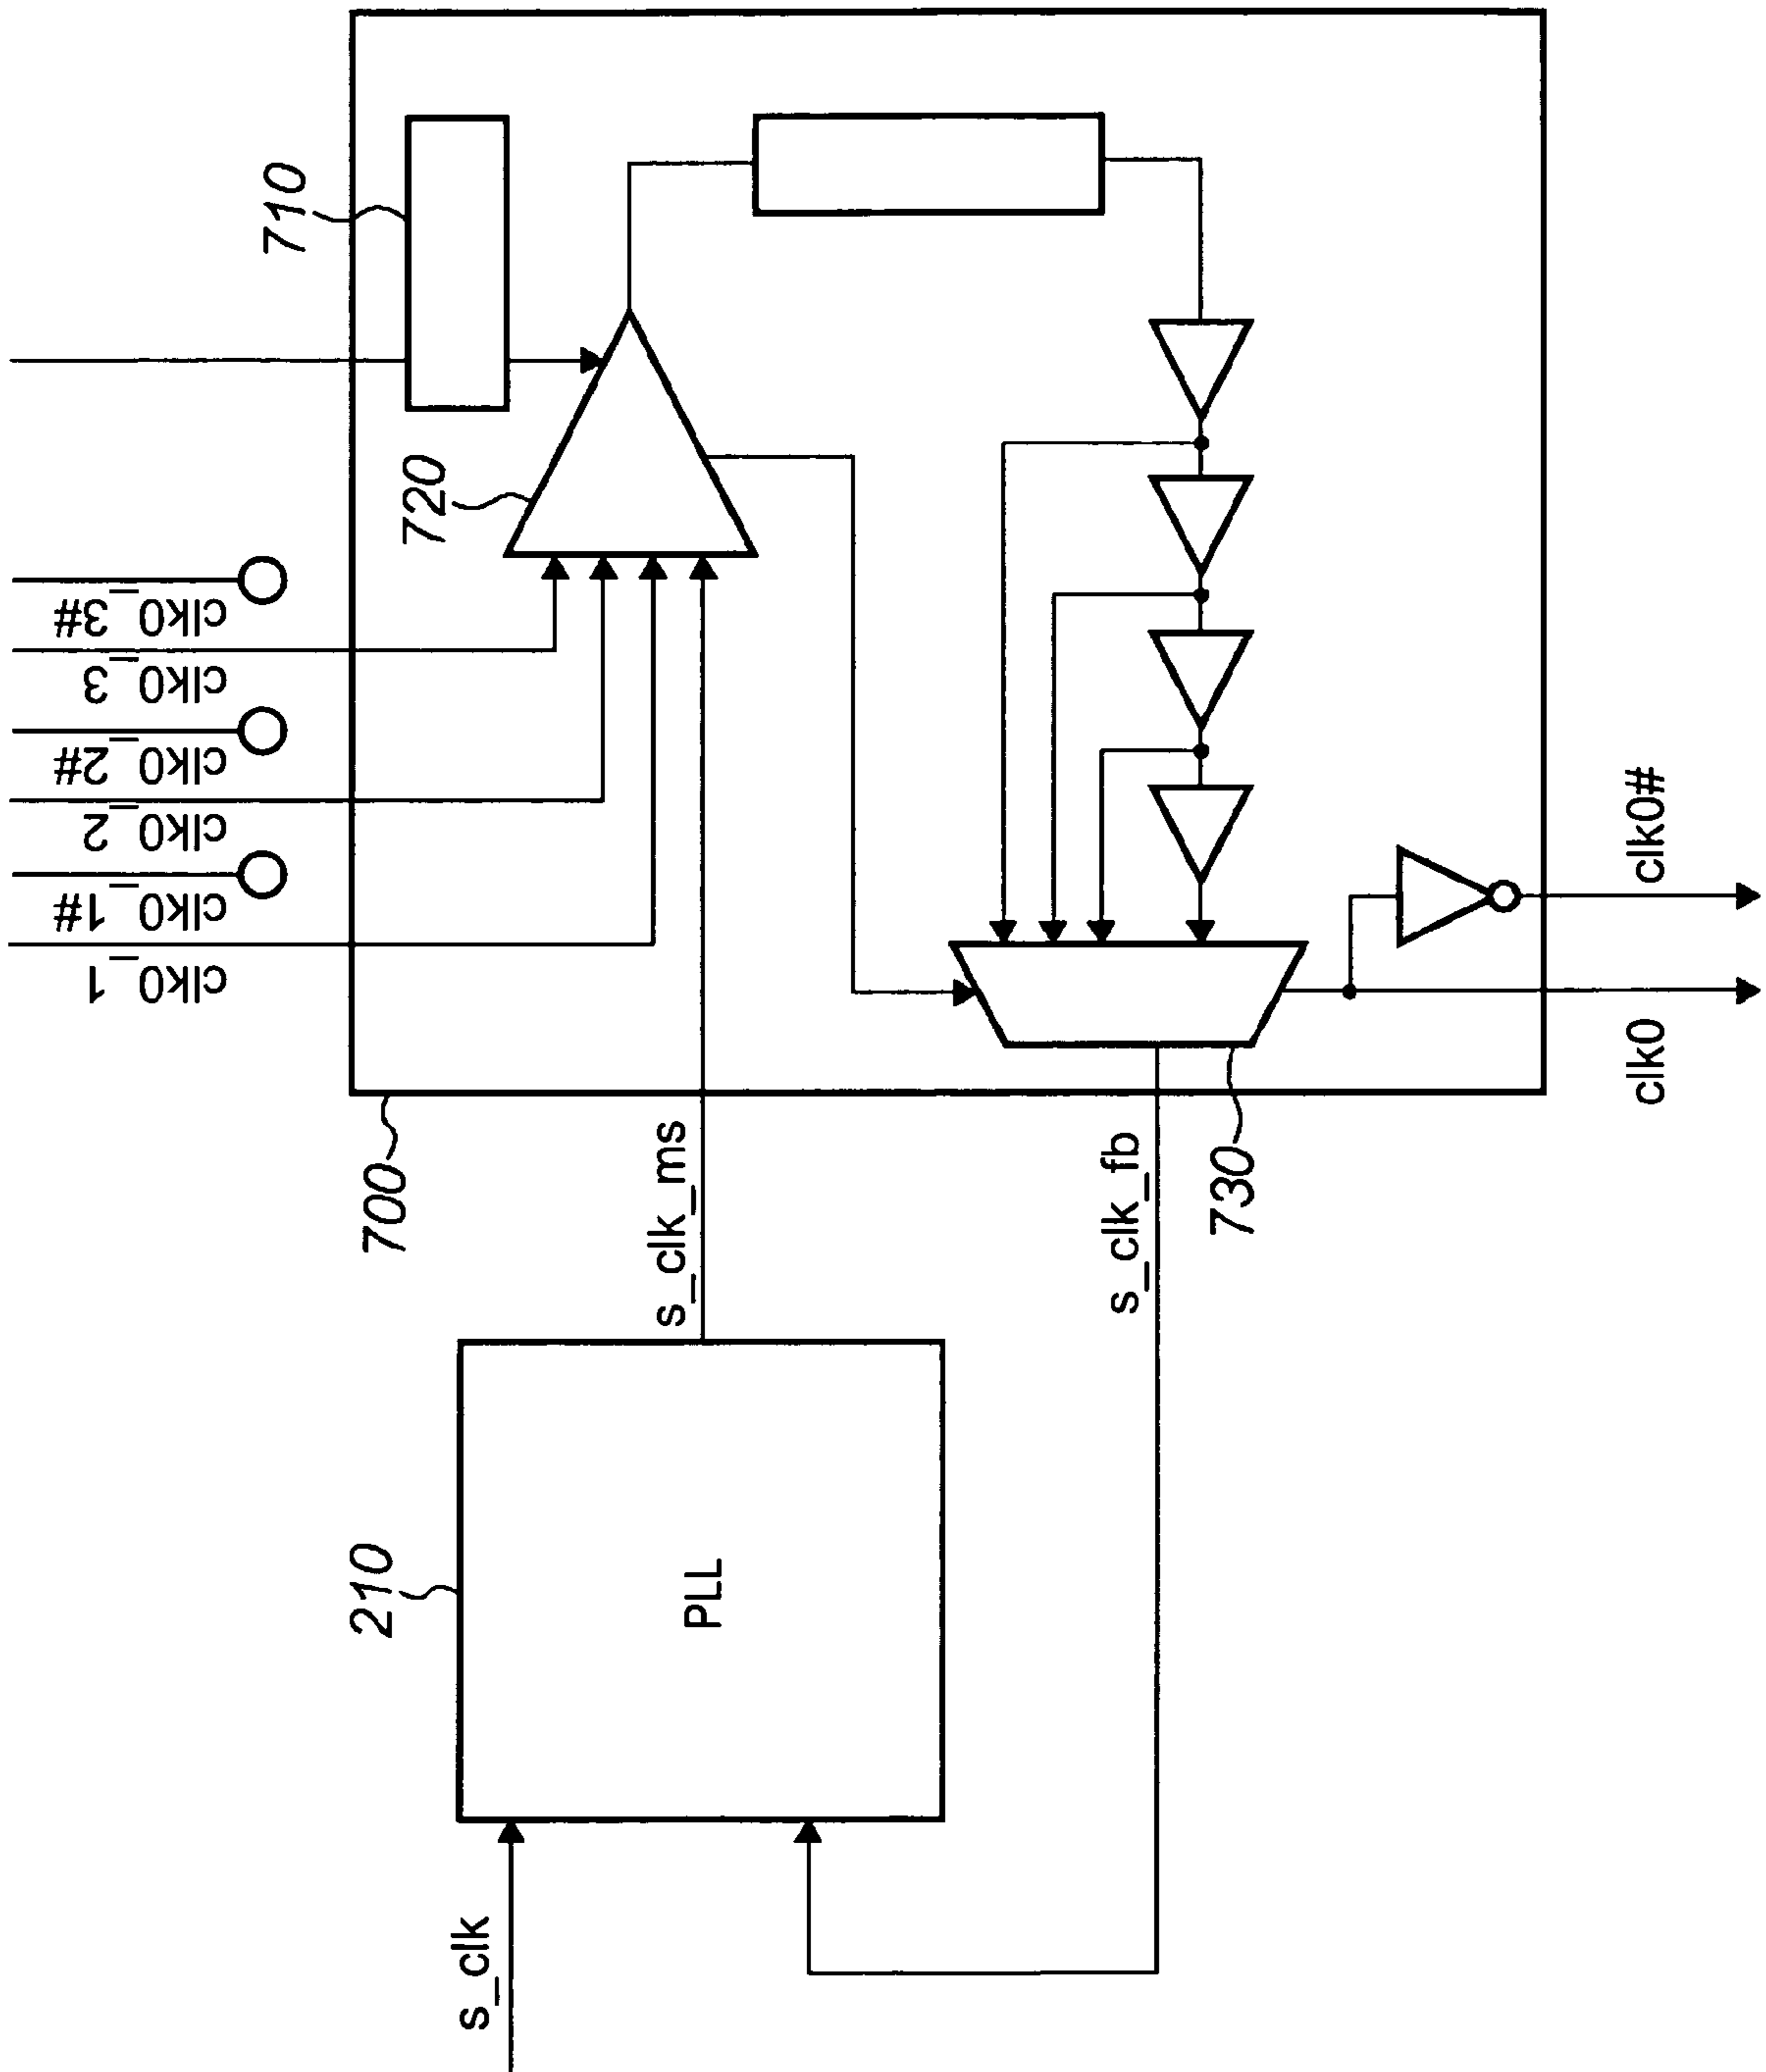 710
720
clk0_3#
clk0_3
clk0_2#
clk0_2
clk0_1#
clk0_1
700
s_clk_ms
s_clk_fb
730
clk0#
clk0
210
PLL
s_clk